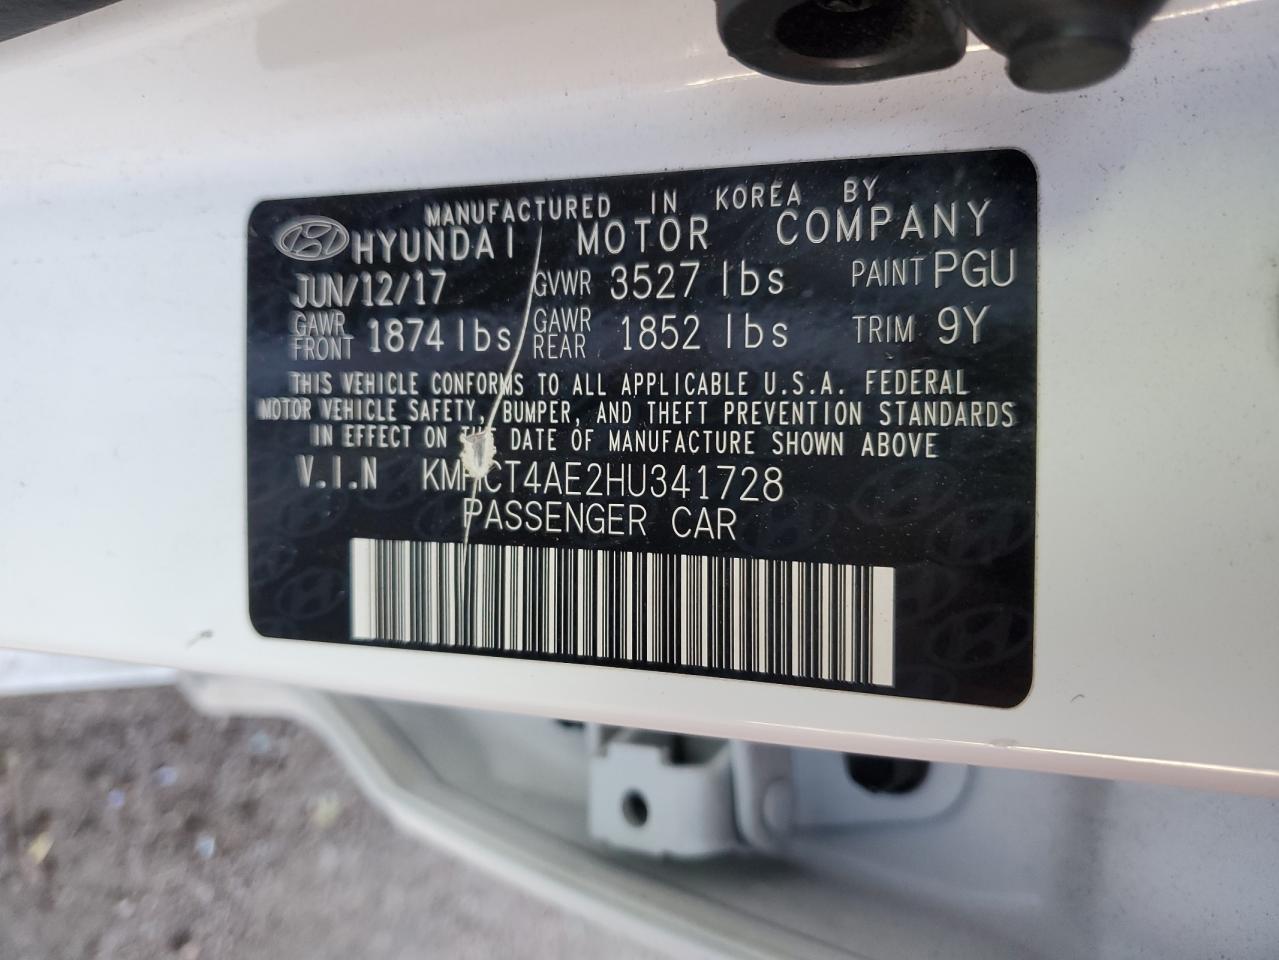 MANUFACTURED IN KOREA BY
HYUNDAI MOTOR COMPANY
JUN/12/17 GVWR 3527 lbs PAINT PGU
GAWR FRONT 1874 lbs GAWR REAR 1852 lbs TRIM 9Y
THIS VEHICLE CONFORMS TO ALL APPLICABLE U.S.A. FEDERAL
MOTOR VEHICLE SAFETY, BUMPER, AND THEFT PREVENTION STANDARDS
IN EFFECT ON THE DATE OF MANUFACTURE SHOWN ABOVE
V.I.N KMHCT4AE2HU341728
PASSENGER CAR